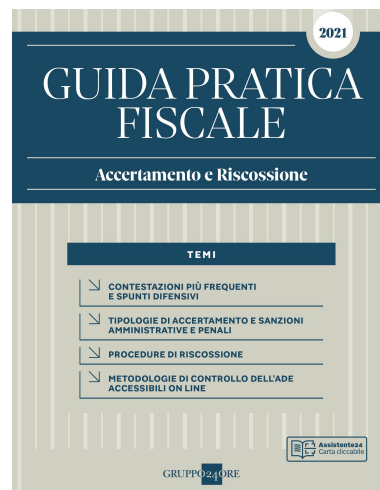 2021
GUIDA PRATICA
FISCALE
Accertamento e Riscossione
TEMI
CONTESTAZIONI PIÙ FREQUENTI
E SPUNTI DIFENSIVI
TIPOLOGIE DI ACCERTAMENTO E SANZIONI
AMMINISTRATIVE E PENALI
PROCEDURE DI RISCOSSIONE
METODOLOGIE DI CONTROLLO DELL'ADE
ACCESSIBILI ON LINE
Assistente24
Carta cliccabile
GRUPPO24ORE